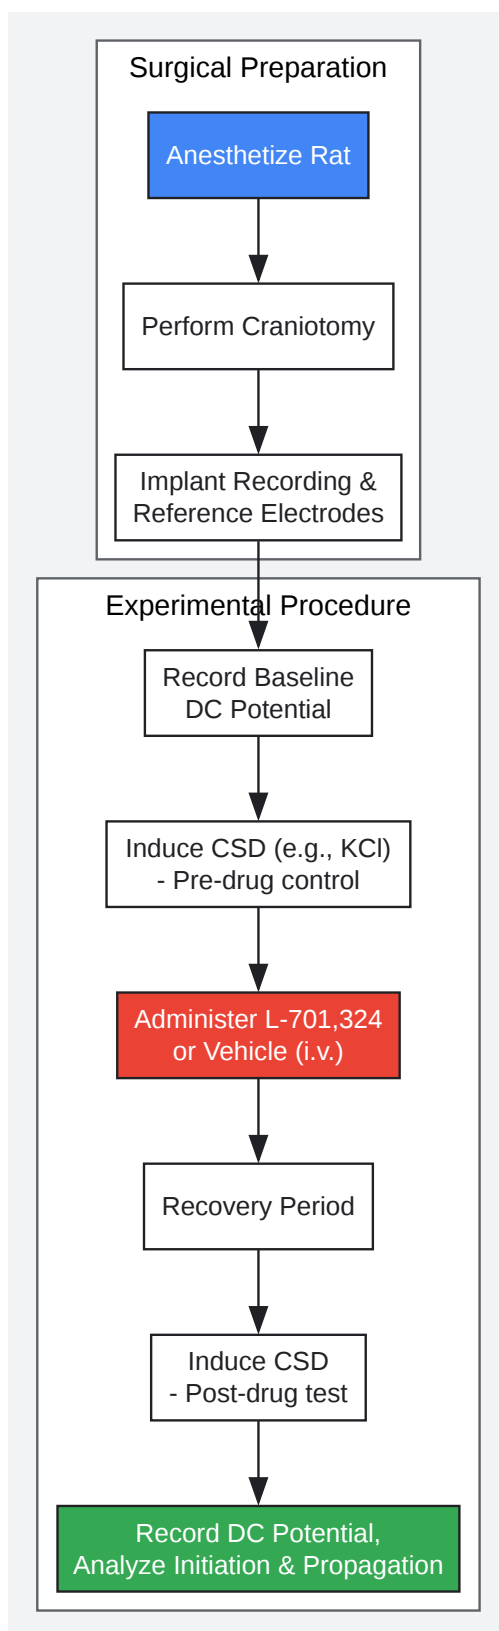 Surgical Preparation
Anesthetize Rat
Perform Craniotomy
Implant Recording &
Reference Electrodes
Experimental Procedure
Record Baseline
DC Potential
Induce CSD (e.g., KCl)
- Pre-drug control
Administer L-701,324
or Vehicle (i.v.)
Recovery Period
Induce CSD
- Post-drug test
Record DC Potential,
Analyze Initiation & Propagation